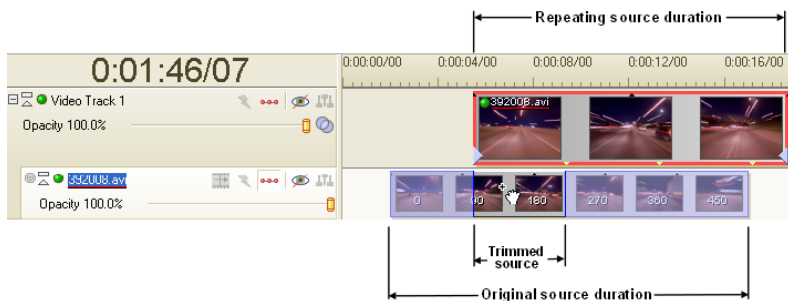 Repeating source duration
0:01:46/07
0:00:00/00 0:00:04/00 0:00:08/00 0:00:12/00 0:00:16/00
Video Track 1
392008.avi
Opacity 100.0%
392008.avi
0 90 180 270 360 450
Opacity 100.0%
Trimmed
source
Original source duration